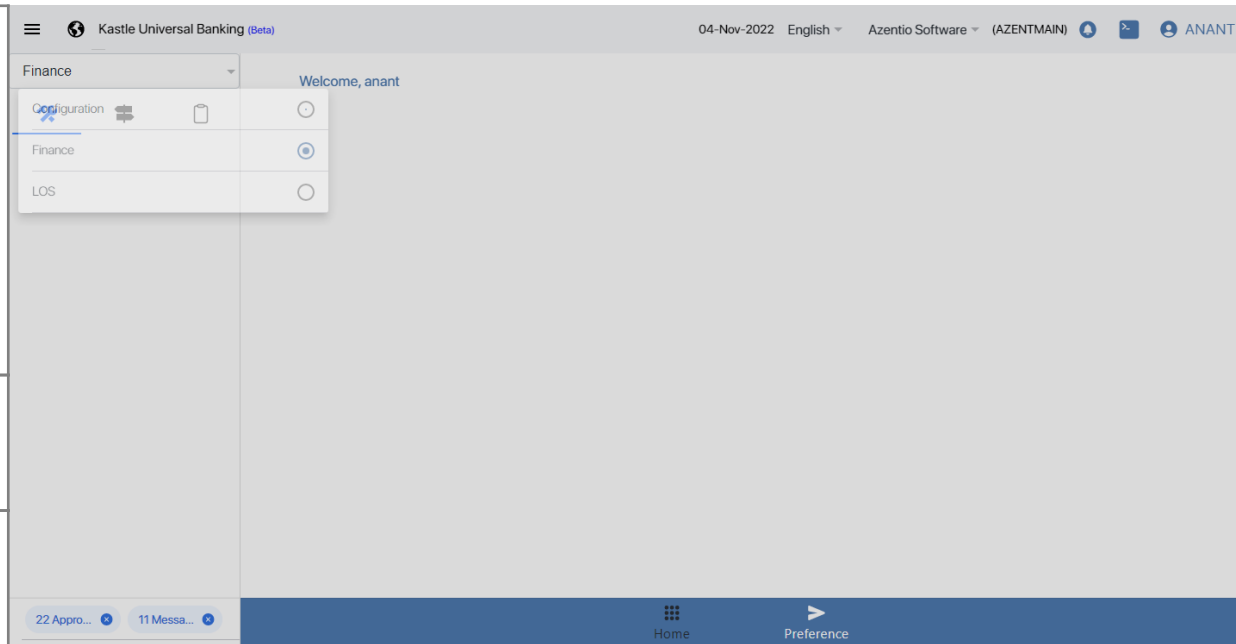 Kastle Universal Banking (Beta)
04-Nov-2022 English Azentio Software (AZENTMAIN) ANANT
Finance
Welcome, anant
Configuration
Finance
LOS
22 Appro... 11 Messa...
Home Preference